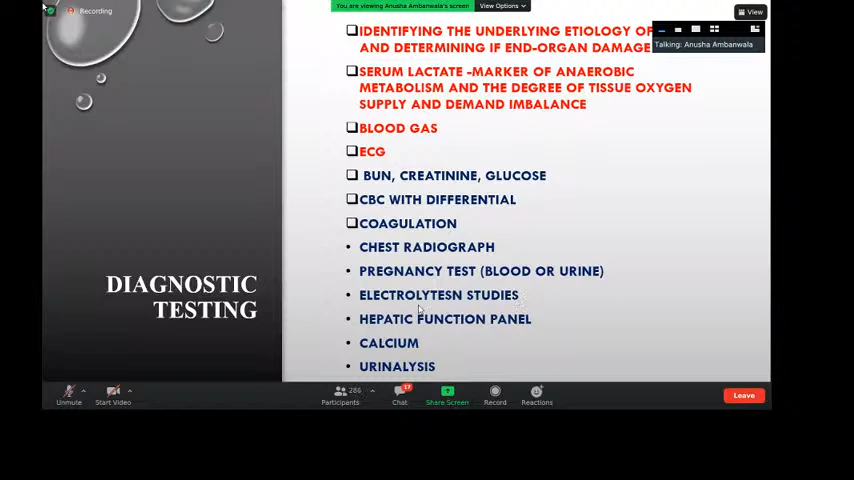 You are viewing Anusha Ambanwala's screen
View Options
Recording
View
Talking: Anusha Ambanwala
IDENTIFYING THE UNDERLYING ETIOLOGY OF
AND DETERMINING IF END-ORGAN DAMAGE
SERUM LACTATE -MARKER OF ANAEROBIC
METABOLISM AND THE DEGREE OF TISSUE OXYGEN
SUPPLY AND DEMAND IMBALANCE
BLOOD GAS
ECG
BUN, CREATININE, GLUCOSE
CBC WITH DIFFERENTIAL
COAGULATION
• CHEST RADIOGRAPH
• PREGNANCY TEST (BLOOD OR URINE)
• ELECTROLYTESN STUDIES
• HEPATIC FUNCTION PANEL
• CALCIUM
• URINALYSIS
DIAGNOSTIC
TESTING
Unmute
Start Video
286
Participants
17
Chat
Share Screen
Record
Reactions
Leave